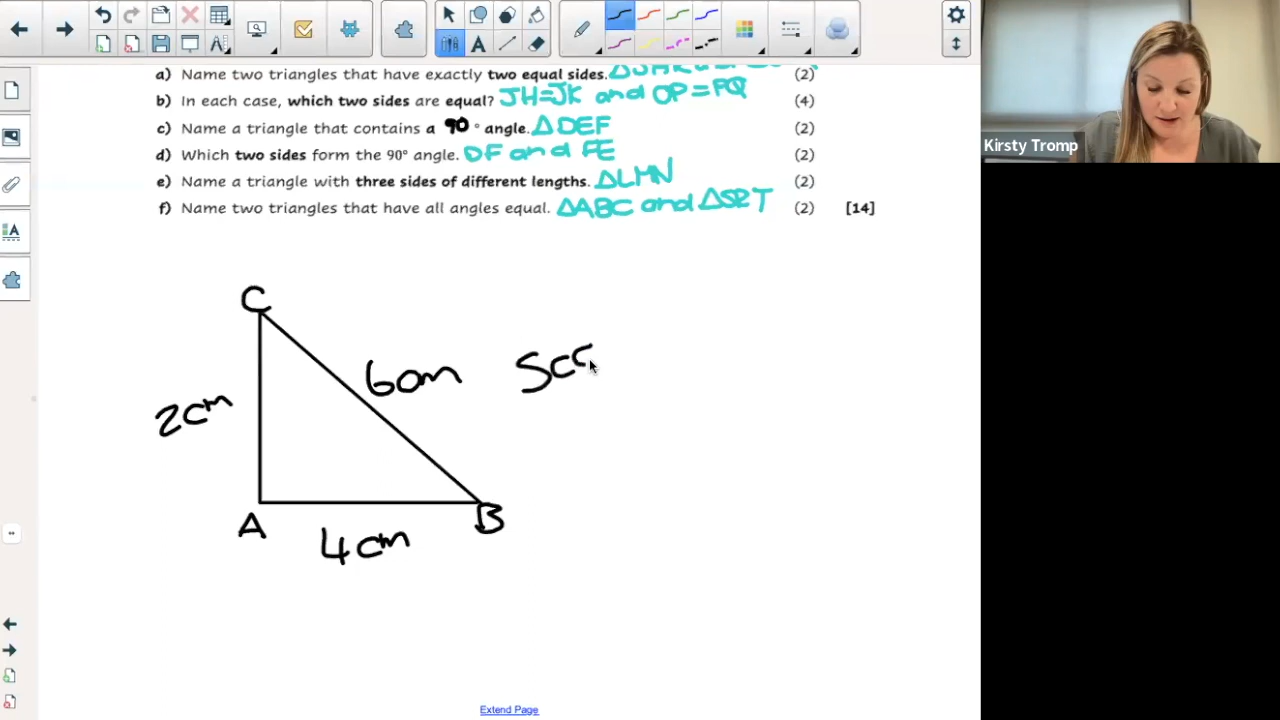 a) Name two triangles that have exactly two equal sides. (2)
b) In each case, which two sides are equal? JH=JK and OP=PQ (4)
c) Name a triangle that contains a 90° angle. ΔDEF (2)
d) Which two sides form the 90° angle. DF and FE (2)
e) Name a triangle with three sides of different lengths. ΔLMN (2)
f) Name two triangles that have all angles equal. ΔABC and ΔSRT (2) [14]
Kirsty Tromp
C
6cm
2cm
A
B
4cm
Extend Page